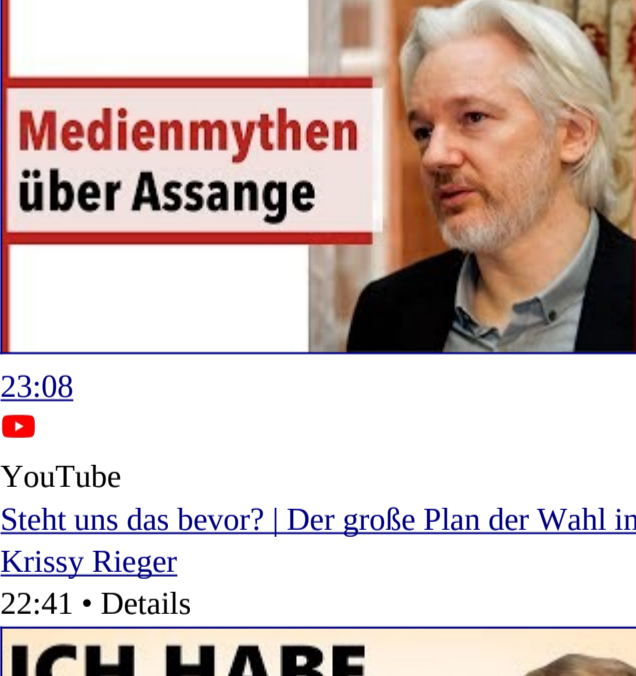 Medienmythen
über Assange
23:08
YouTube
Steht uns das bevor? | Der große Plan der Wahl in
Krissy Rieger
22:41 • Details
ICH HABE